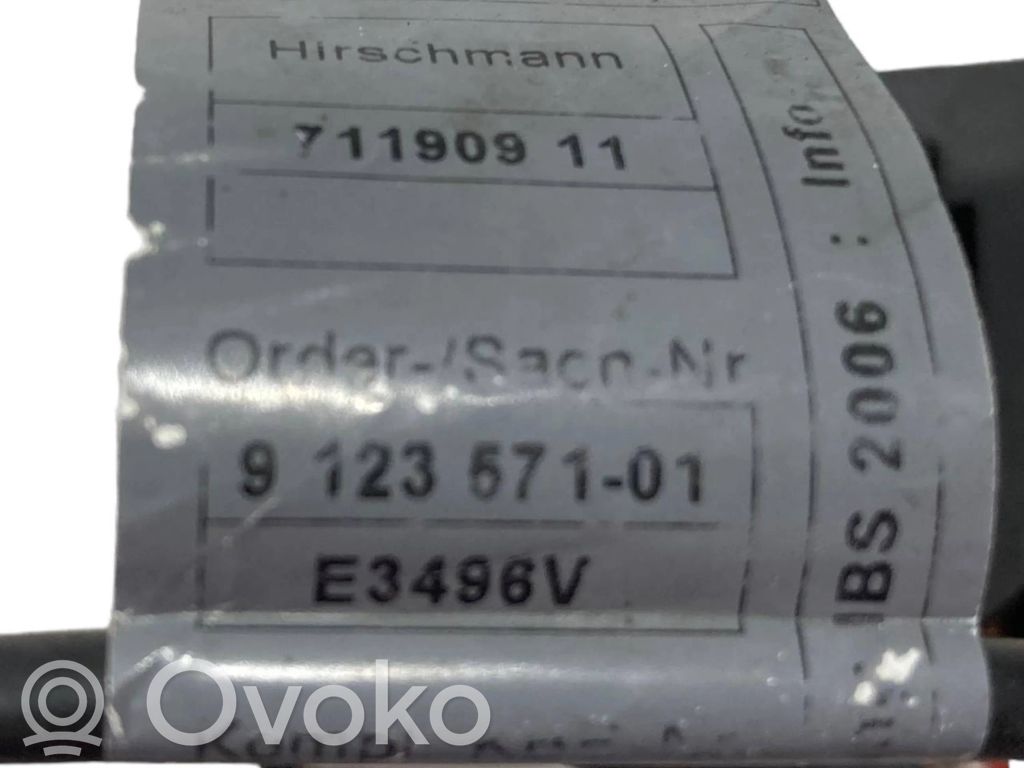 Hirschmann
711909 11
Order-/Sach-Nr
9 123 571-01
E3496V
IBS 2006 : Info
Ovoko